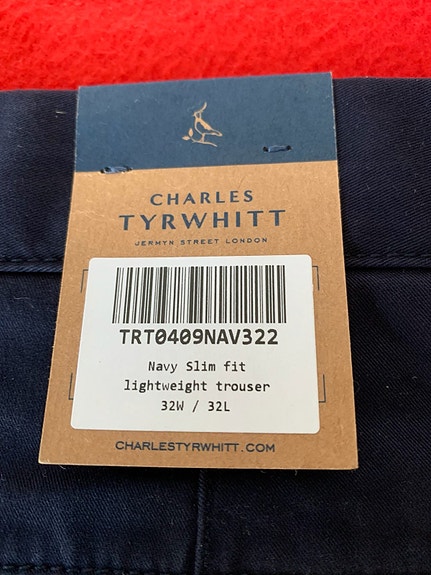 CHARLES
TYRWHITT
JERMYN STREET LONDON
TRT0409NAV322
Navy Slim fit
lightweight trouser
32W / 32L
CHARLESTYRWHITT.COM